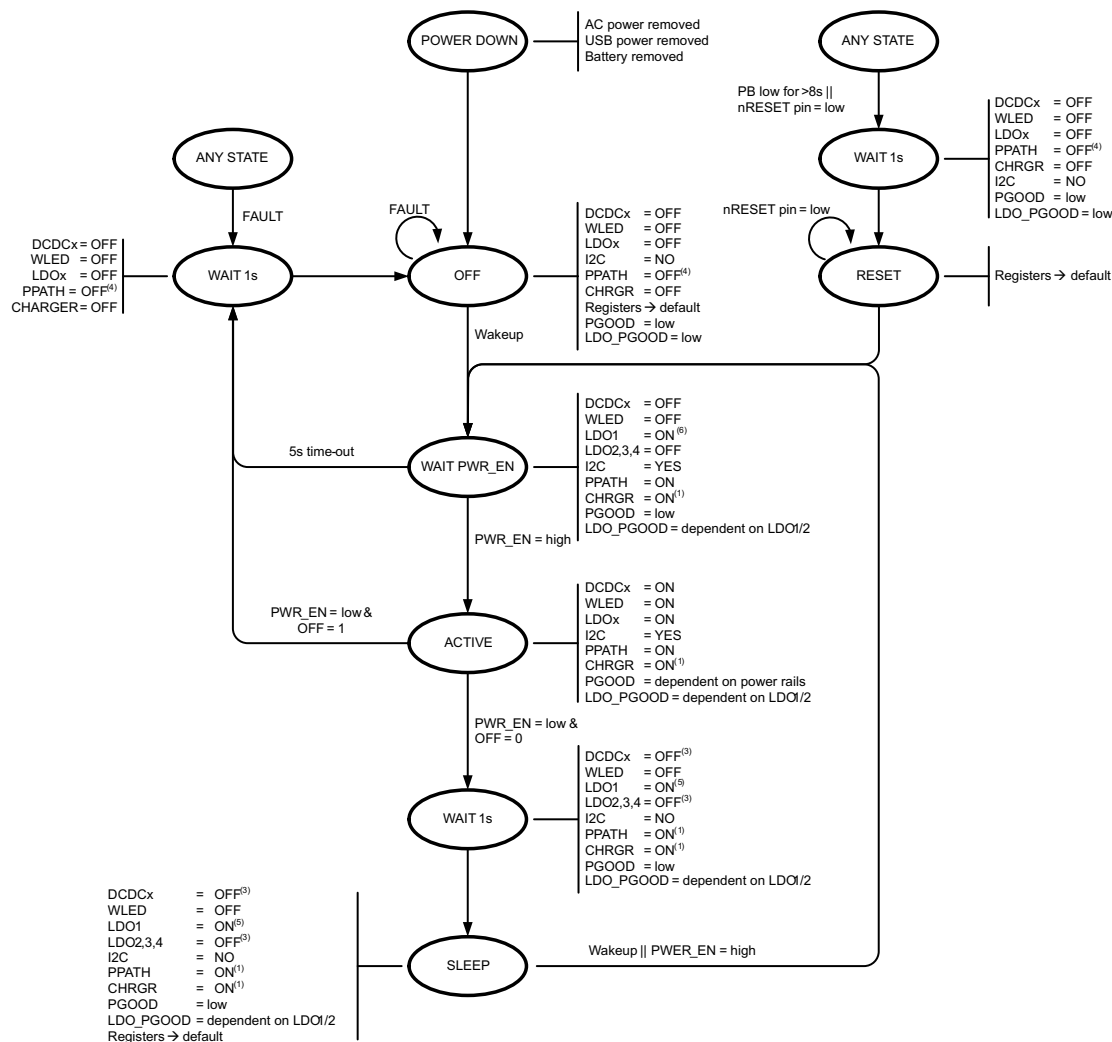 POWER DOWN
AC power removed
USB power removed
Battery removed
ANY STATE
PB low for >8s ||
nRESET pin = low
WAIT 1s
DCDCx = OFF
WLED = OFF
LDOx = OFF
PPATH = OFF(4)
CHRGR = OFF
I2C = NO
PGOOD = low
LDO_PGOOD = low
nRESET pin = low
RESET
Registers → default
ANY STATE
FAULT
DCDCx = OFF
WLED = OFF
LDOx = OFF
PPATH = OFF(4)
CHARGER = OFF
WAIT 1s
FAULT
OFF
DCDCx = OFF
WLED = OFF
LDOx = OFF
I2C = NO
PPATH = OFF(4)
CHRGR = OFF
Registers → default
PGOOD = low
LDO_PGOOD = low
Wakeup
5s time-out
WAIT PWR_EN
DCDCx = OFF
WLED = OFF
LDO1 = ON(6)
LDO2,3,4 = OFF
I2C = YES
PPATH = ON
CHRGR = ON(1)
PGOOD = low
LDO_PGOOD = dependent on LDO1/2
PWR_EN = high
PWR_EN = low &
OFF = 1
ACTIVE
DCDCx = ON
WLED = ON
LDOx = ON
I2C = YES
PPATH = ON
CHRGR = ON(1)
PGOOD = dependent on power rails
LDO_PGOOD = dependent on LDO1/2
PWR_EN = low &
OFF = 0
WAIT 1s
DCDCx = OFF(3)
WLED = OFF
LDO1 = ON(5)
LDO2,3,4 = OFF(3)
I2C = NO
PPATH = ON(1)
CHRGR = ON(1)
PGOOD = low
LDO_PGOOD = dependent on LDO1/2
DCDCx = OFF(3)
WLED = OFF
LDO1 = ON(5)
LDO2,3,4 = OFF(3)
I2C = NO
PPATH = ON(1)
CHRGR = ON(1)
PGOOD = low
LDO_PGOOD = dependent on LDO1/2
Registers → default
SLEEP
Wakeup || PWER_EN = high